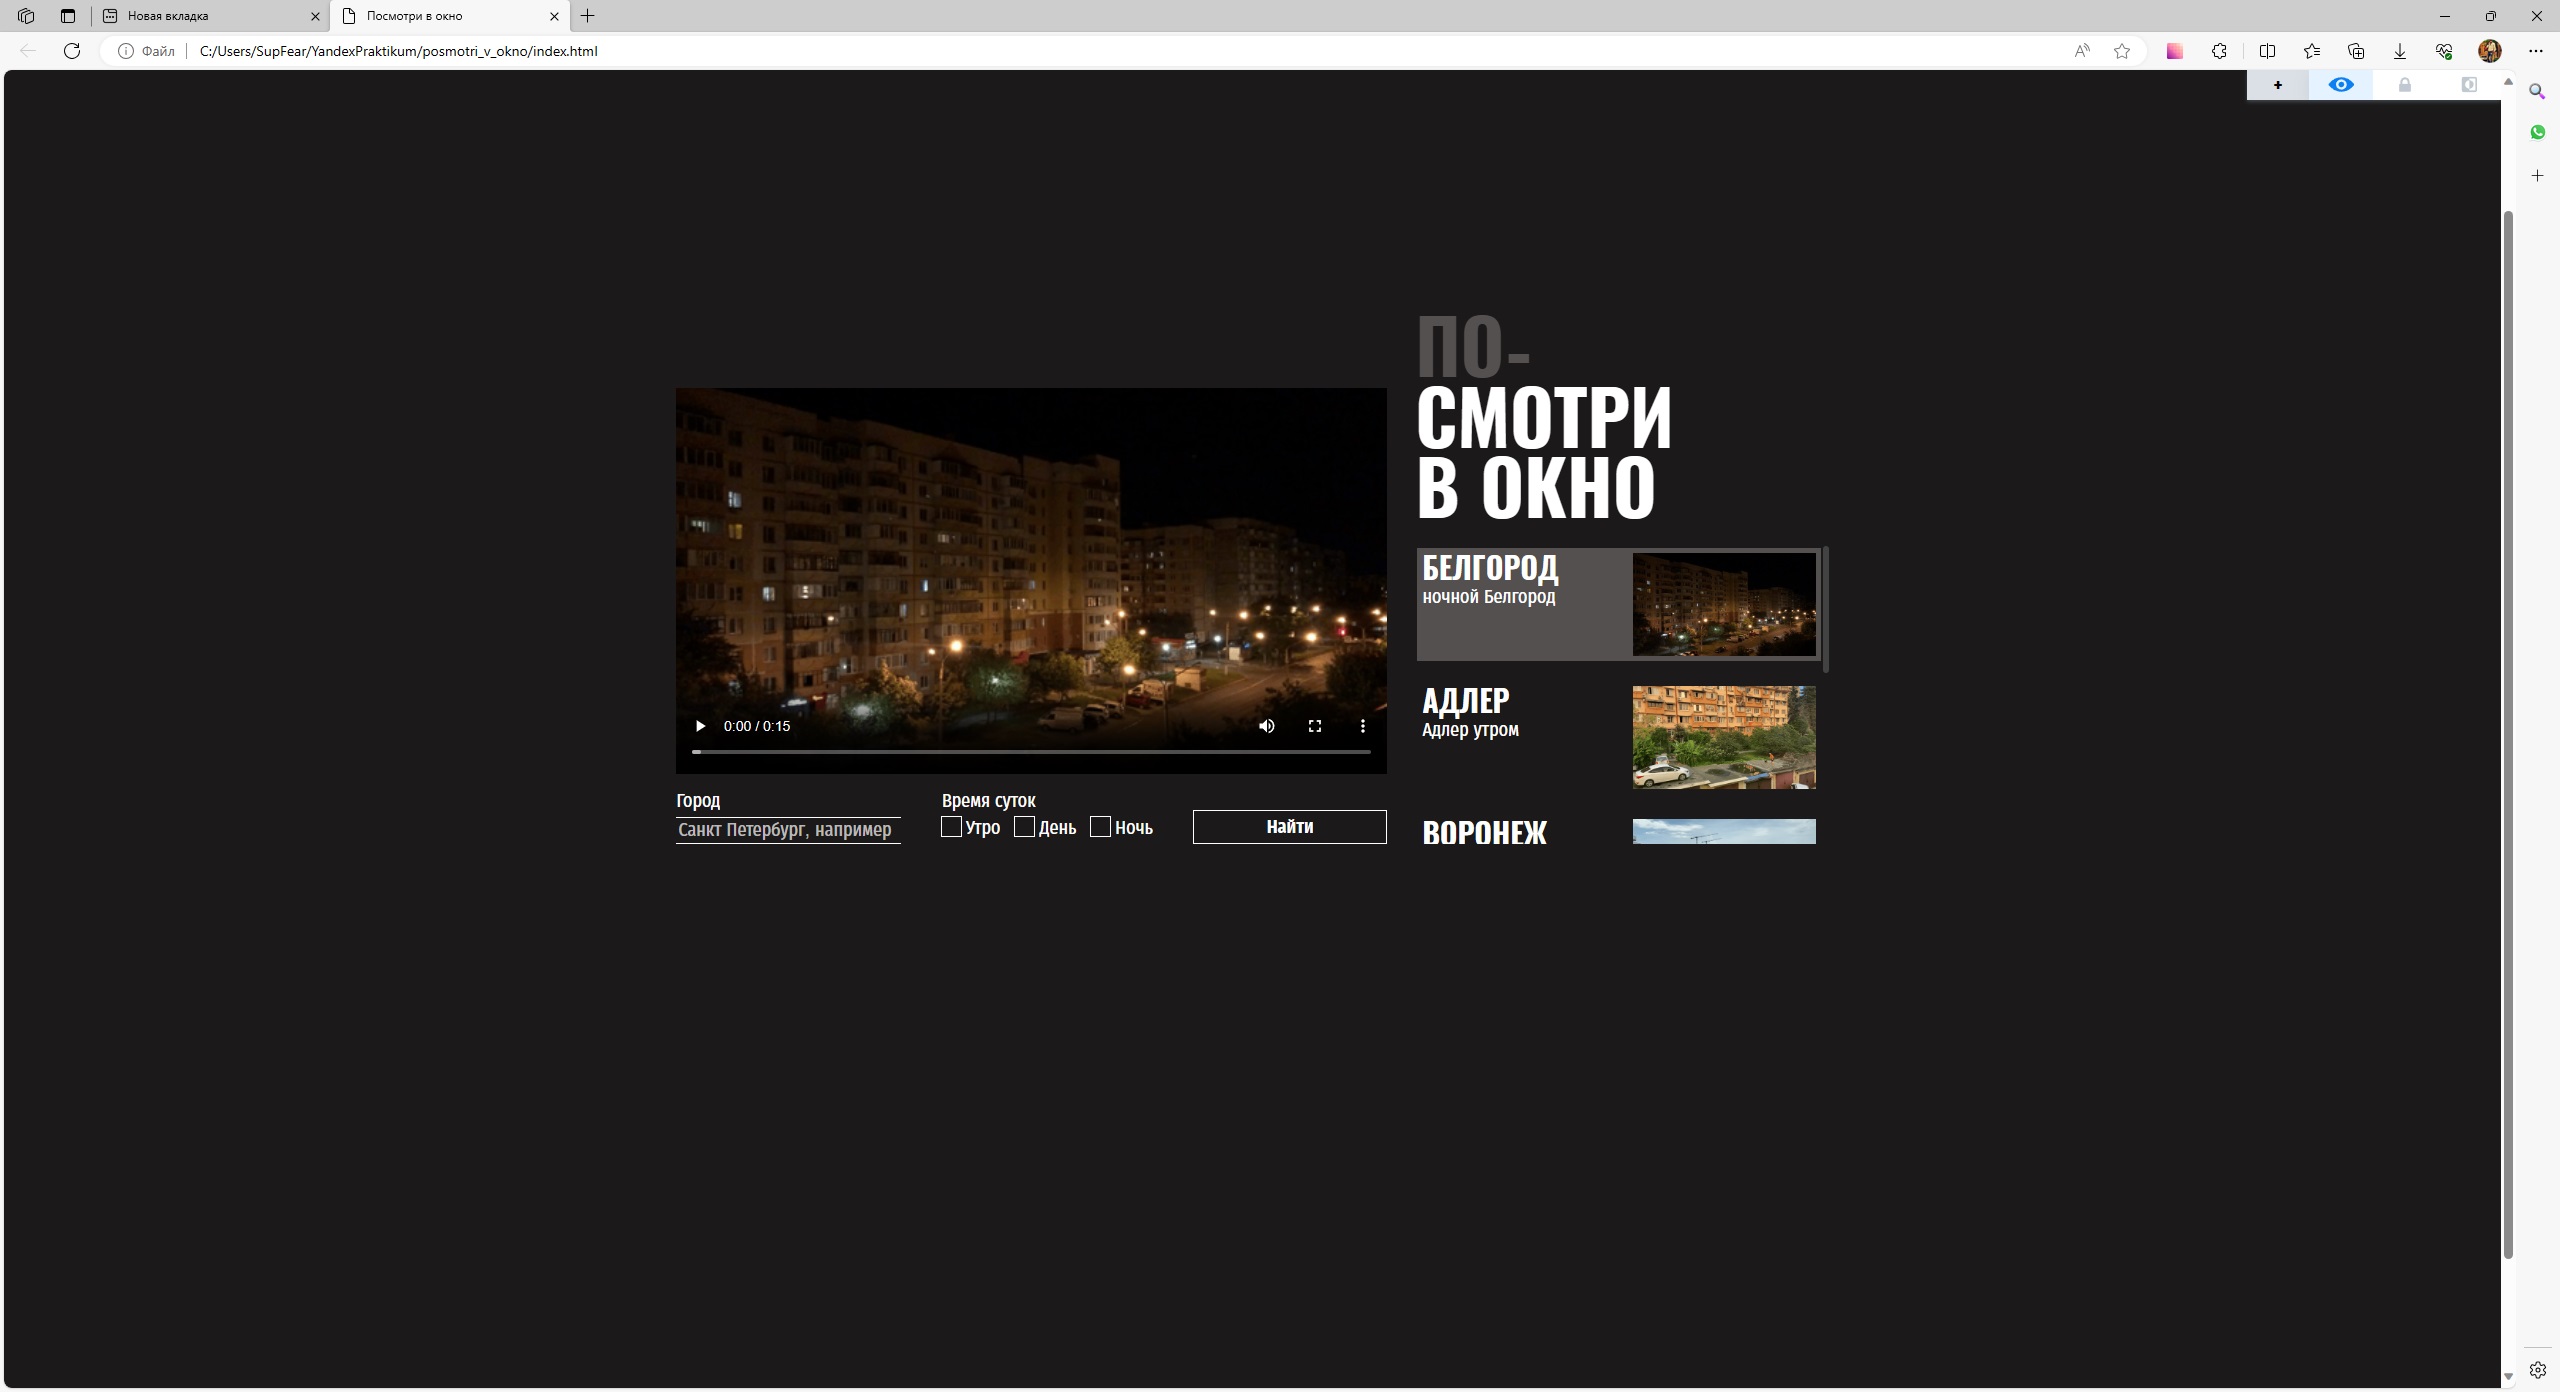 Новая вкладка
Посмотри в окно
Файл
C:/Users/SupFear/YandexPraktikum/posmotri_v_okno/index.html
ПО-
СМОТРИ
В ОКНО
БЕЛГОРОД
ночной Белгород
АДЛЕР
Адлер утром
ВОРОНЕЖ
0:00 / 0:15
Город
Санкт Петербург, например
Время суток
Утро
День
Ночь
Найти